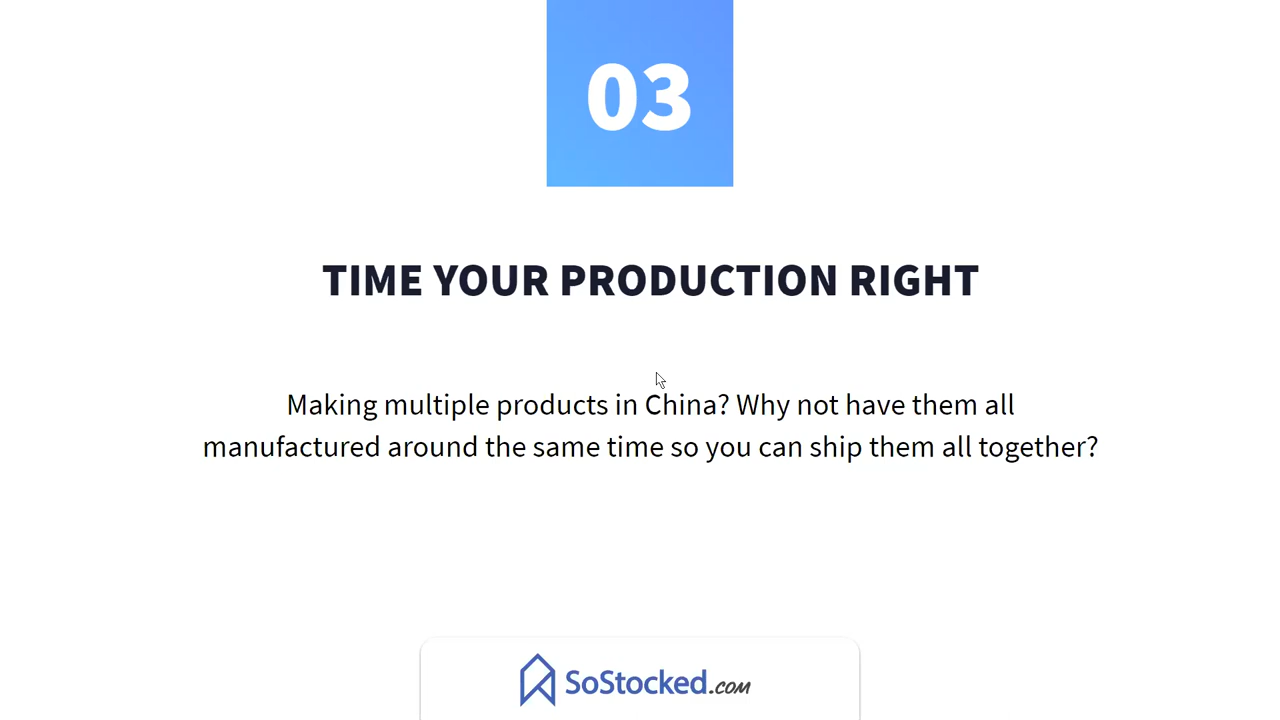 03
TIME YOUR PRODUCTION RIGHT
Making multiple products in China? Why not have them all
manufactured around the same time so you can ship them all together?
SoStocked.com